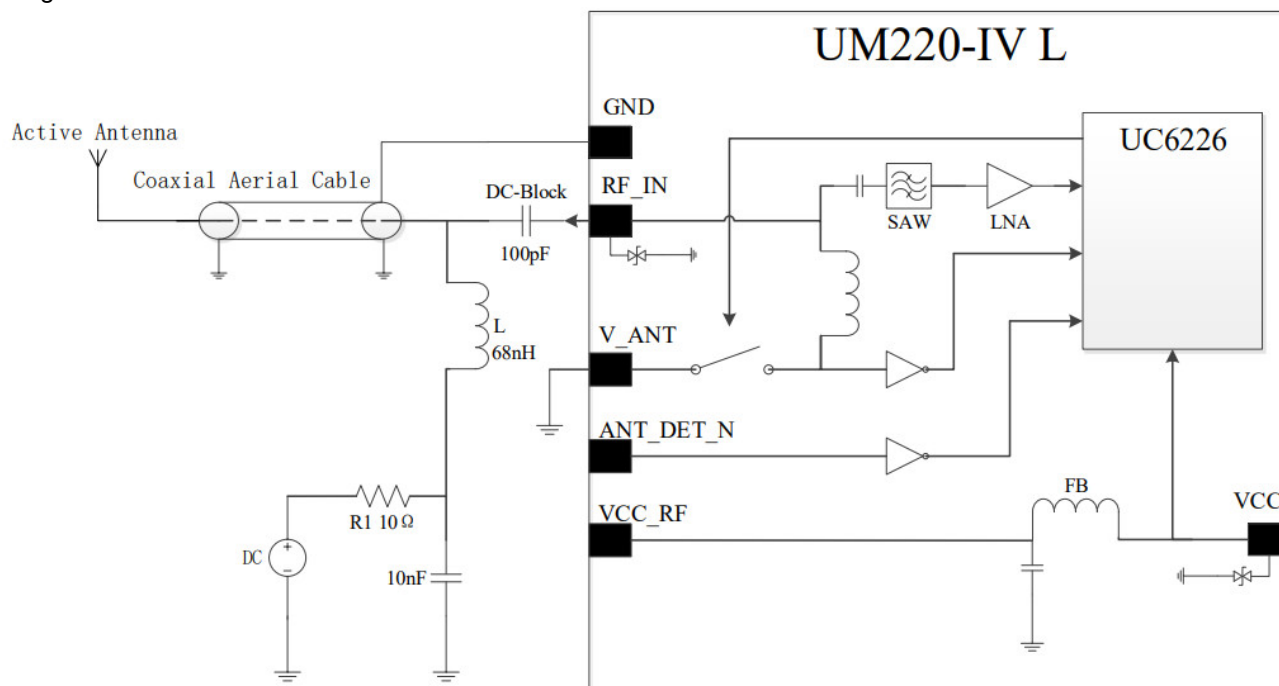 UM220-IV L
GND
Active Antenna
UC6226
Coaxial Aerial Cable
DC-Block
RF_IN
SAW
LNA
100pF
L
68nH
V_ANT
ANT_DET_N
FB
R1 10Ω
VCC_RF
VCC
DC
+
-
10nF